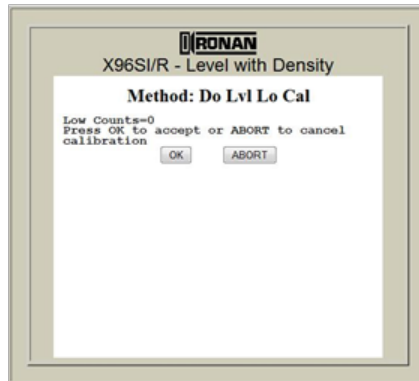 RONAN
X96SI/R - Level with Density
Method: Do Lvl Lo Cal
Low Counts=0
Press OK to accept or ABORT to cancel
calibration
OK ABORT